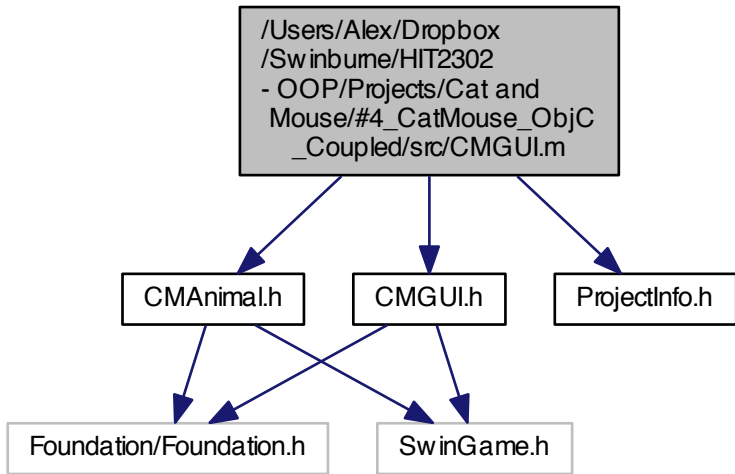 /Users/Alex/Dropbox
/Swinburne/HIT2302
- OOP/Projects/Cat and
Mouse/#4_CatMouse_ObjC
_Coupled/src/CMGUI.m
CMAnimal.h
CMGUI.h
ProjectInfo.h
Foundation/Foundation.h
SwinGame.h